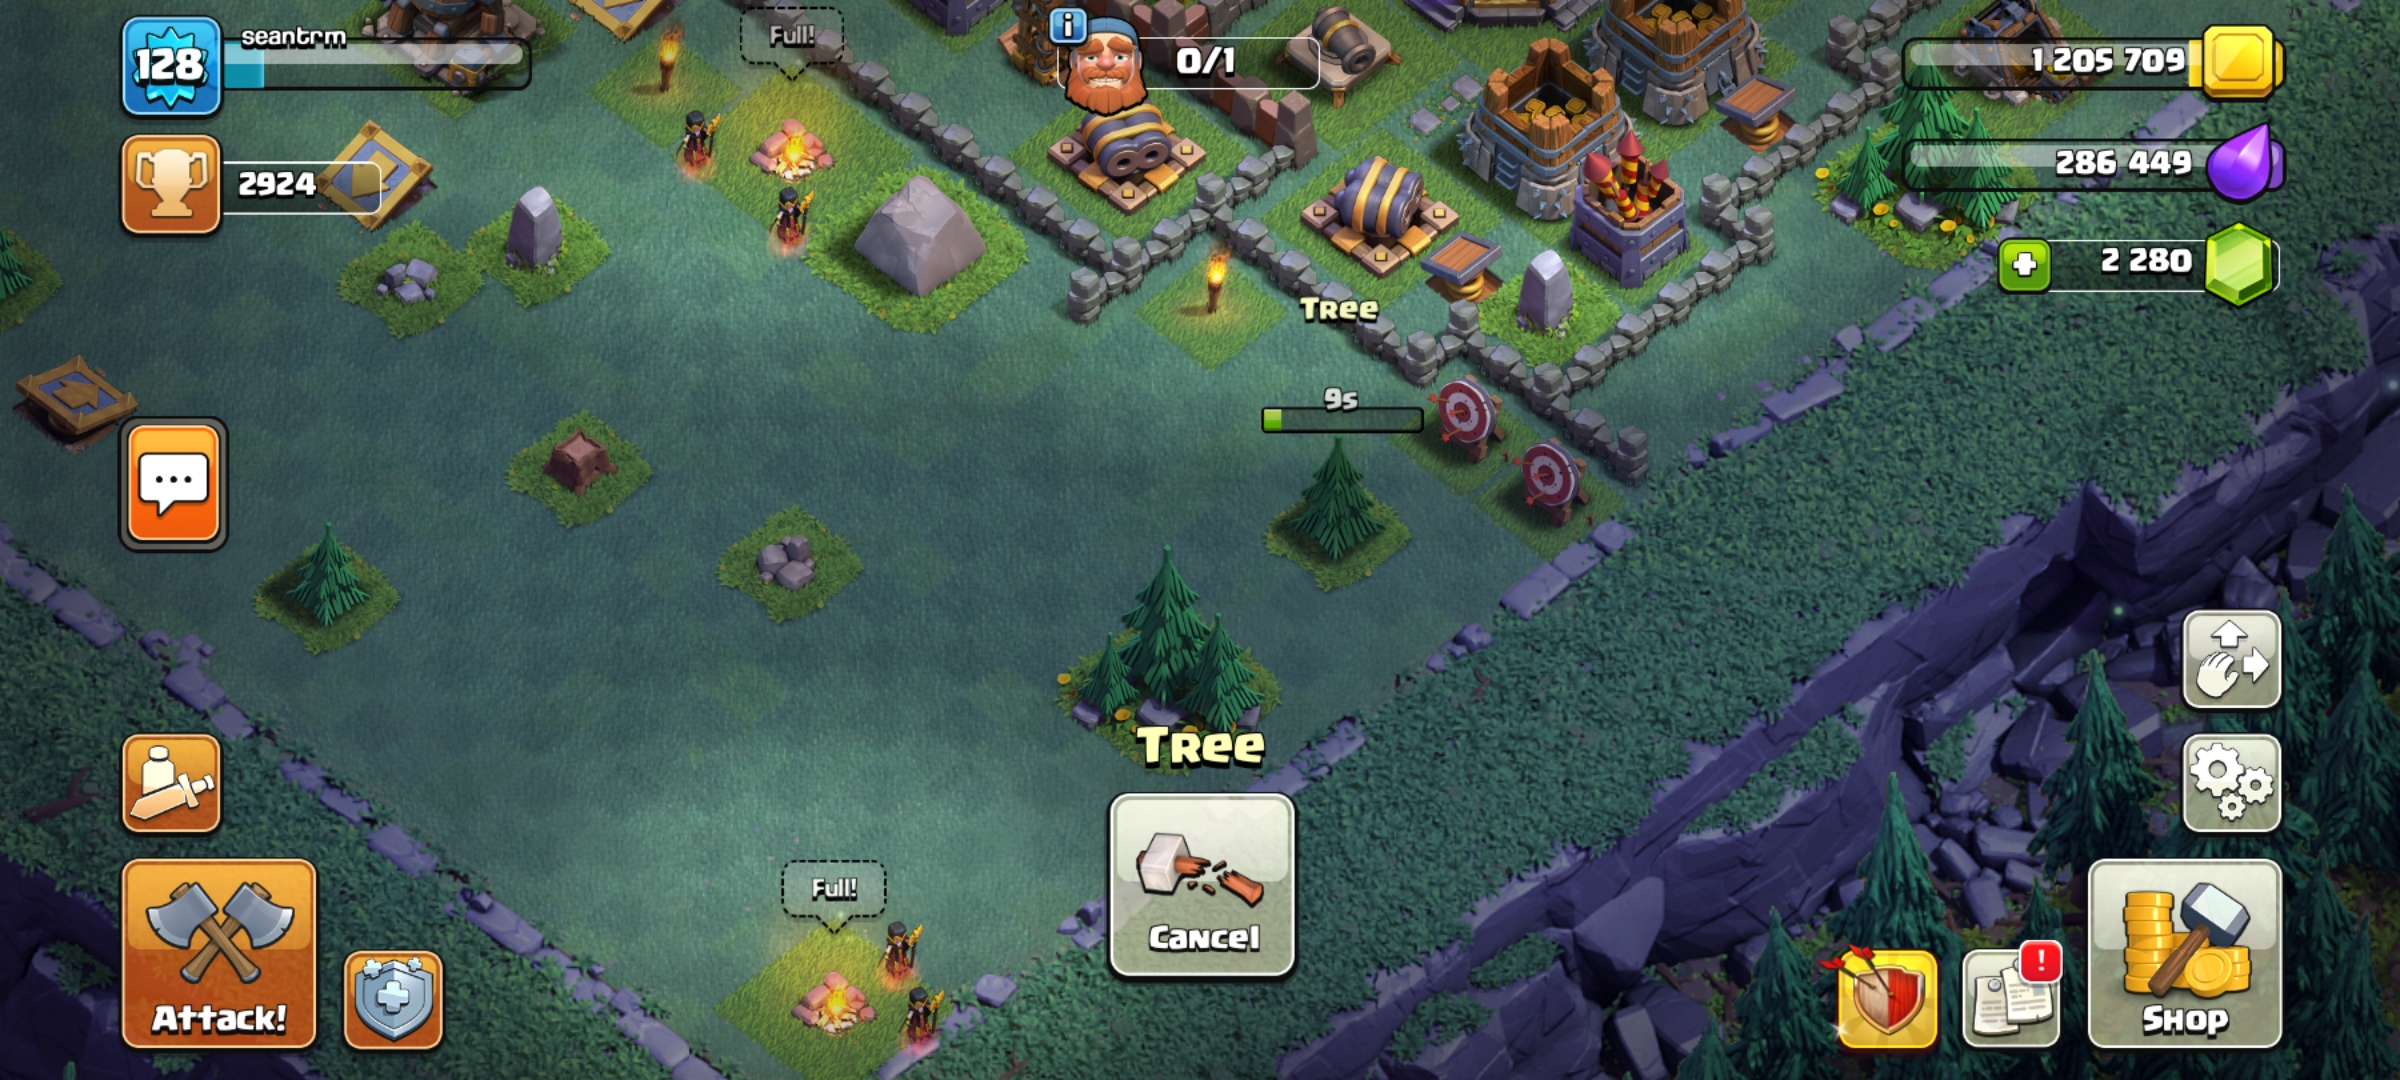 128
seantrm
Full!
i
0/1
1 205 709
2924
286 449
2 280
Tree
9s
Tree
Cancel
Full!
Attack!
!
Shop